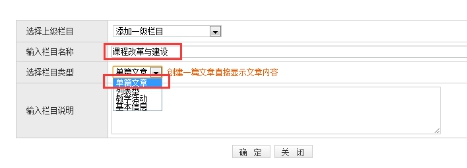 选择上级栏目 添加一级栏目
输入栏目名称 课程改革与建设
选择栏目类型 单篇文章 创建一篇文章直接显示文章内容
单篇文章
列表型
教学活动
基本信息
输入栏目说明
确 定 关 闭